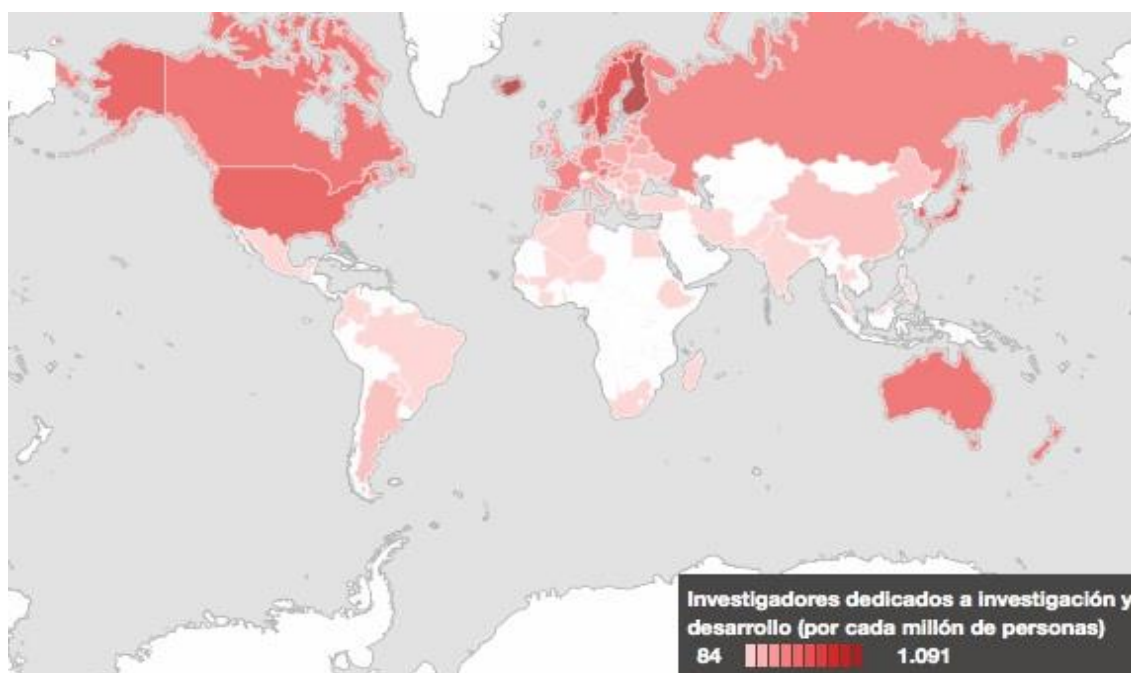 Investigadores dedicados a investigación y
desarrollo (por cada millón de personas)
84 1.091